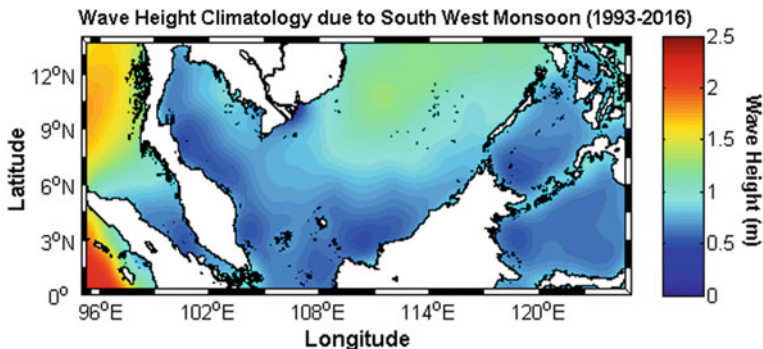 Wave Height Climatology due to South West Monsoon (1993-2016)
12°N
9°N
6°N
3°N
0°
Latitude
96°E 102°E 108°E 114°E 120°E
Longitude
2.5
2
1.5
1
0.5
0
Wave Height (m)